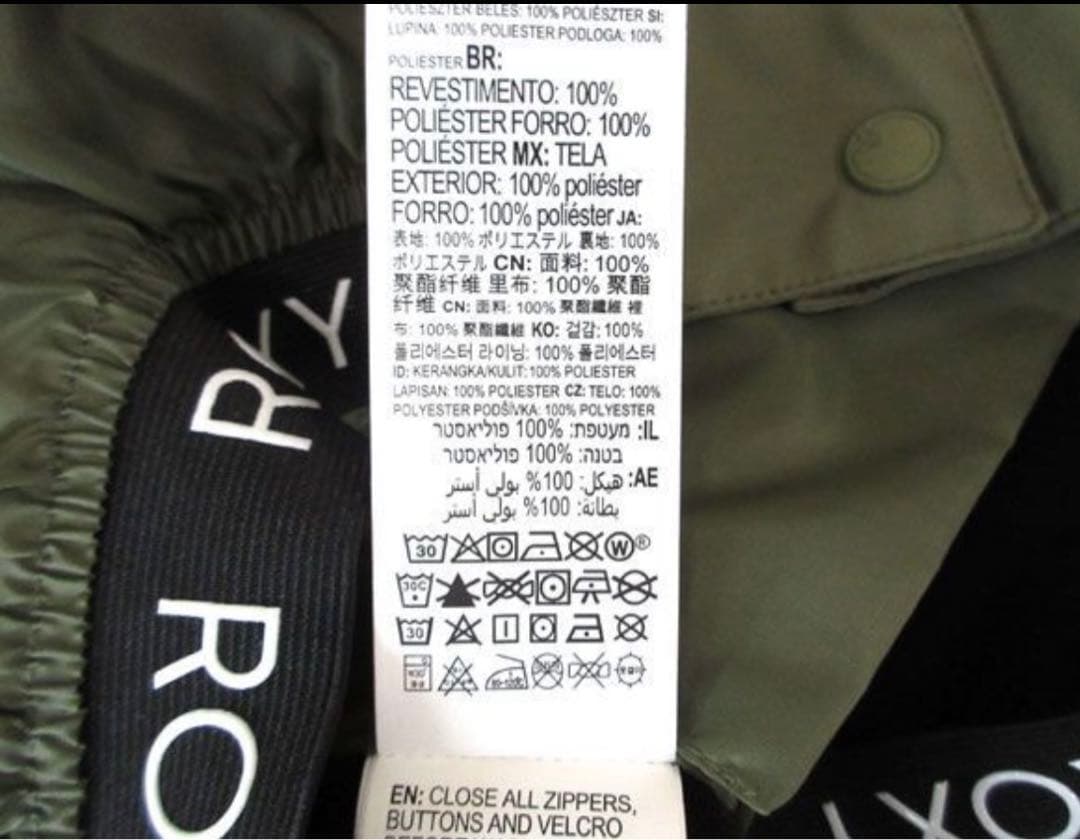 POLIÉSZTER BÉLÉS: 100% POLIÉSZTER SI:
LUPINA: 100% POLIESTER PODLOGA: 100%
POLIESTER BR:
REVESTIMENTO: 100%
POLIÉSTER FORRO: 100%
POLIÉSTER MX: TELA
EXTERIOR: 100% poliéster
FORRO: 100% poliéster JA:
表地: 100% ポリエステル 裏地: 100%
ポリエステル CN: 面料: 100%
聚酯纤维 里布: 100% 聚酯
纤维 CN: 面料: 100% 聚酯纖維 裡
布: 100% 聚酯纖維 KO: 겉감: 100%
폴리에스터 라이닝: 100% 폴리에스터
ID: KERANGKA/KULIT: 100% POLIESTER
LAPISAN: 100% POLIESTER CZ: TELO: 100%
POLYESTER PODŠÍVKA: 100% POLYESTER
IL: מעטפת: 100% פוליאסטר
בטנה: 100% פוליאסטר
AE: هيكل: 100% بولي أستر
بطانة: 100% بولي أستر
30 W®
30C
30
EN: CLOSE ALL ZIPPERS,
BUTTONS AND VELCRO
RO